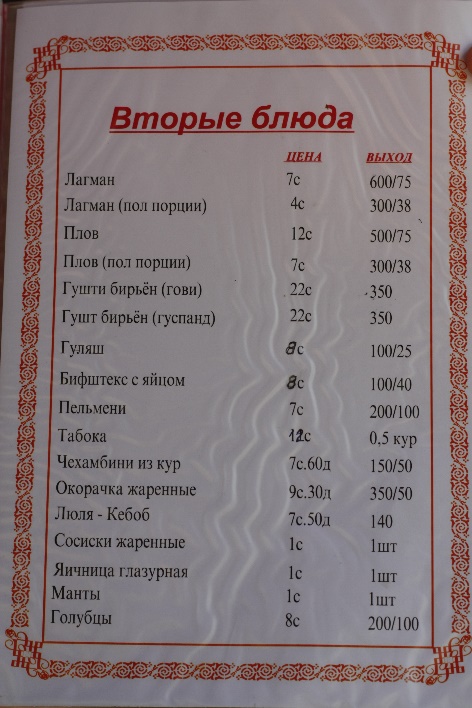 Вторые блюда
ЦЕНА ВЫХОД
Лагман 7с 600/75
Лагман (пол порции) 4с 300/38
Плов 12с 500/75
Плов (пол порции) 7с 300/38
Гушти бирьён (гови) 22с 350
Гушт бирьён (гуспанд) 22с 350
Гуляш 8с 100/25
Бифштекс с яйцом 8с 100/40
Пельмени 7с 200/100
Табока 12с 0,5 кур
Чехамбини из кур 7с.60д 150/50
Окорачка жаренные 9с.30д 350/50
Люля - Кебоб 7с.50д 140
Сосиски жаренные 1с 1шт
Яичница глазурная 1с 1шт
Манты 1с 1шт
Голубцы 8с 200/100